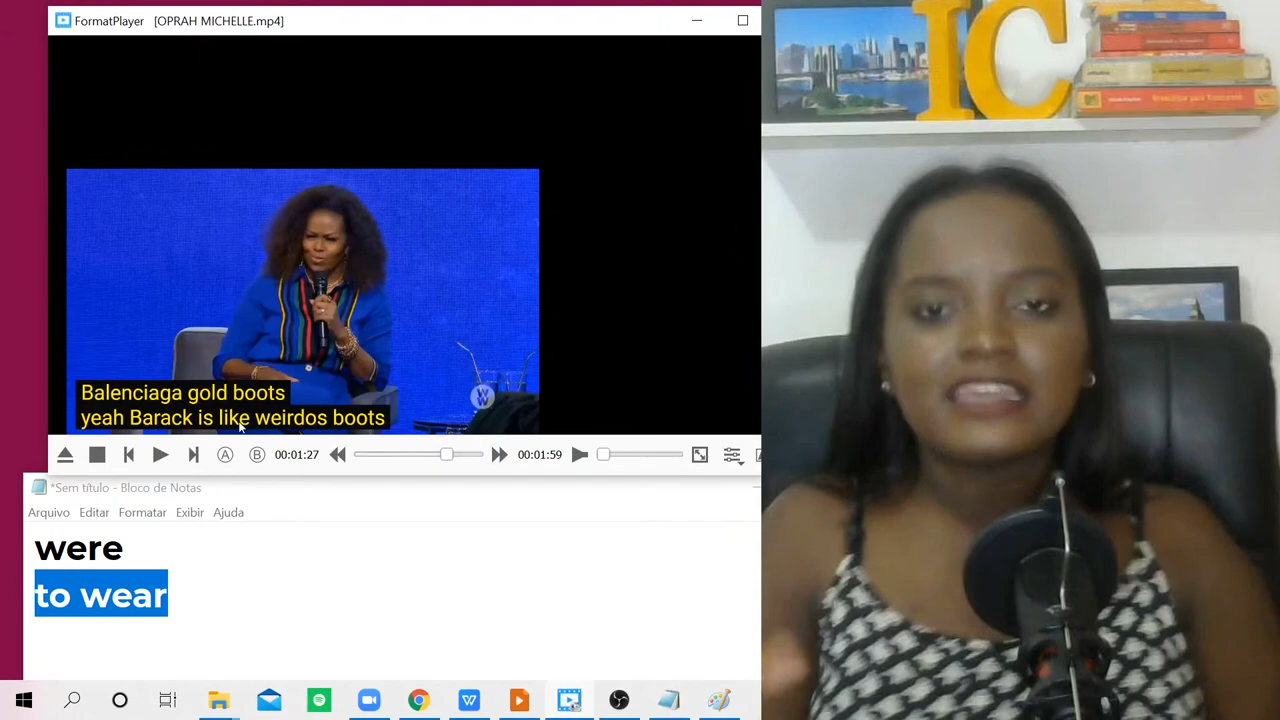 FormatPlayer [OPRAH MICHELLE.mp4]
IC
Balenciaga gold boots
yeah Barack is like weirdos boots
W
W
A
B
00:01:27
00:01:59
*Sem título - Bloco de Notas
Arquivo Editar Formatar Exibir Ajuda
were
to wear